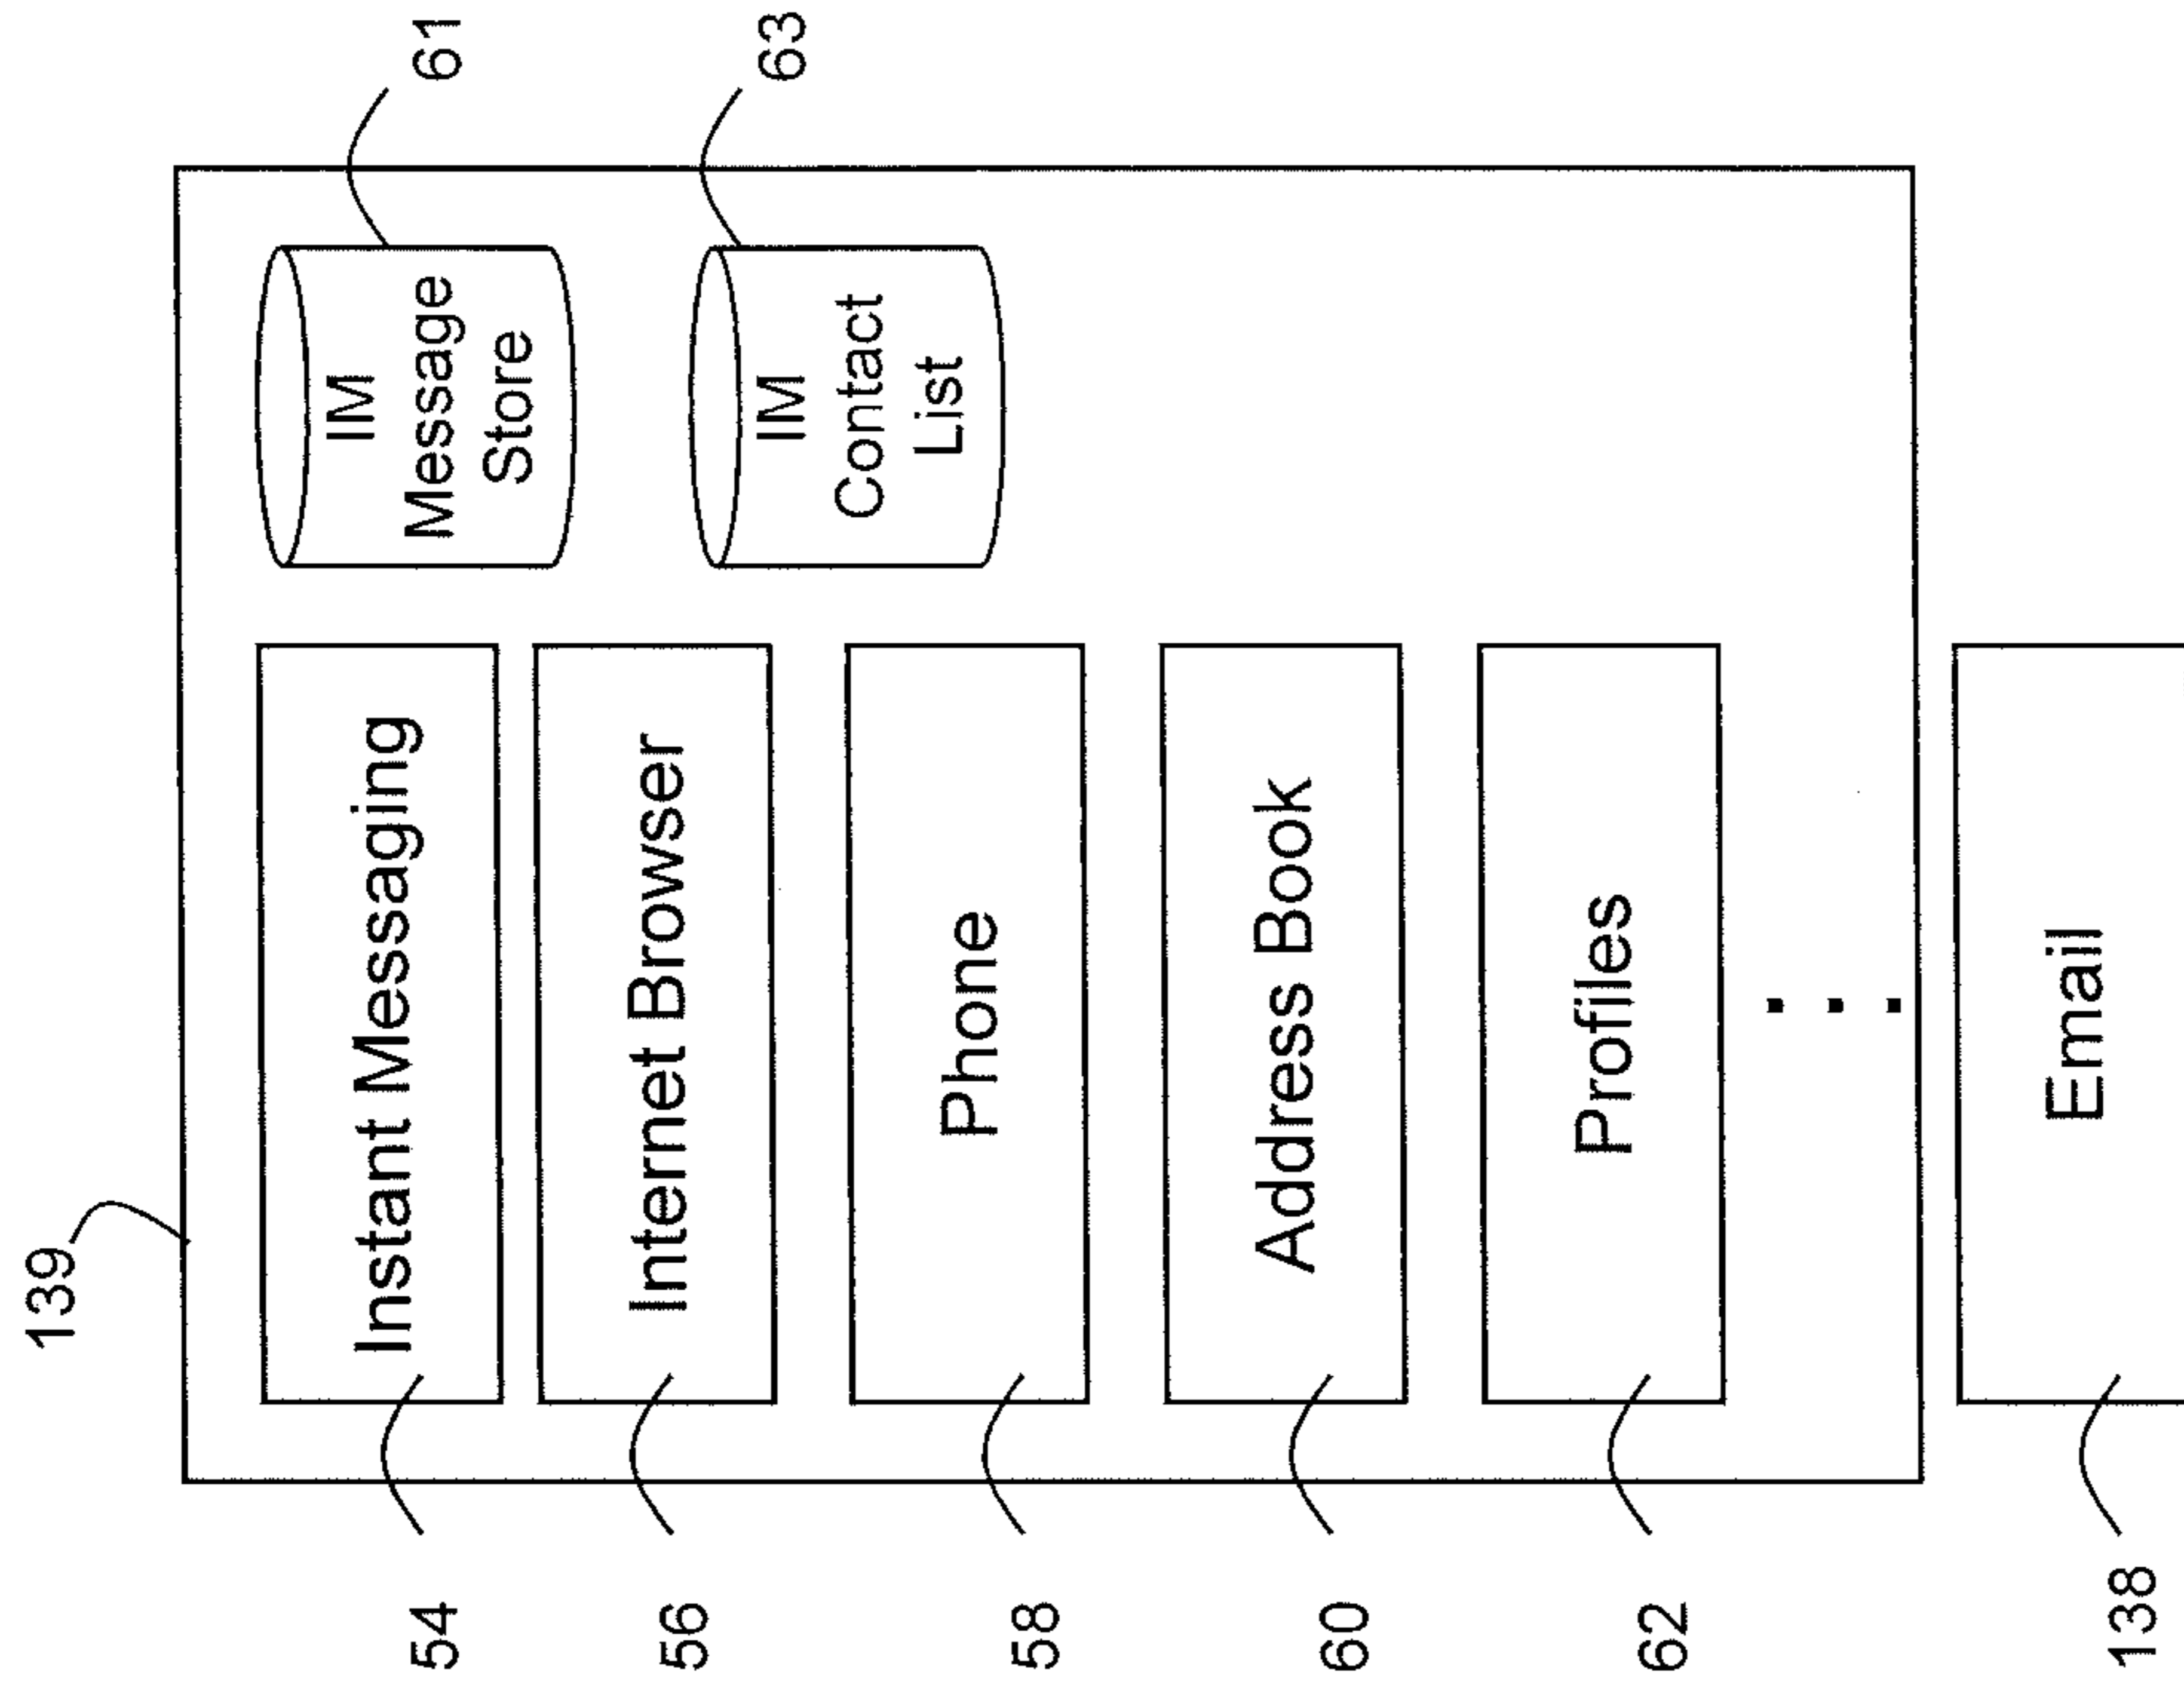 139
54
Instant Messaging
IM
Message
Store
61
56
Internet Browser
58
Phone
IM
Contact
List
63
60
Address Book
62
Profiles
. . .
138
Email